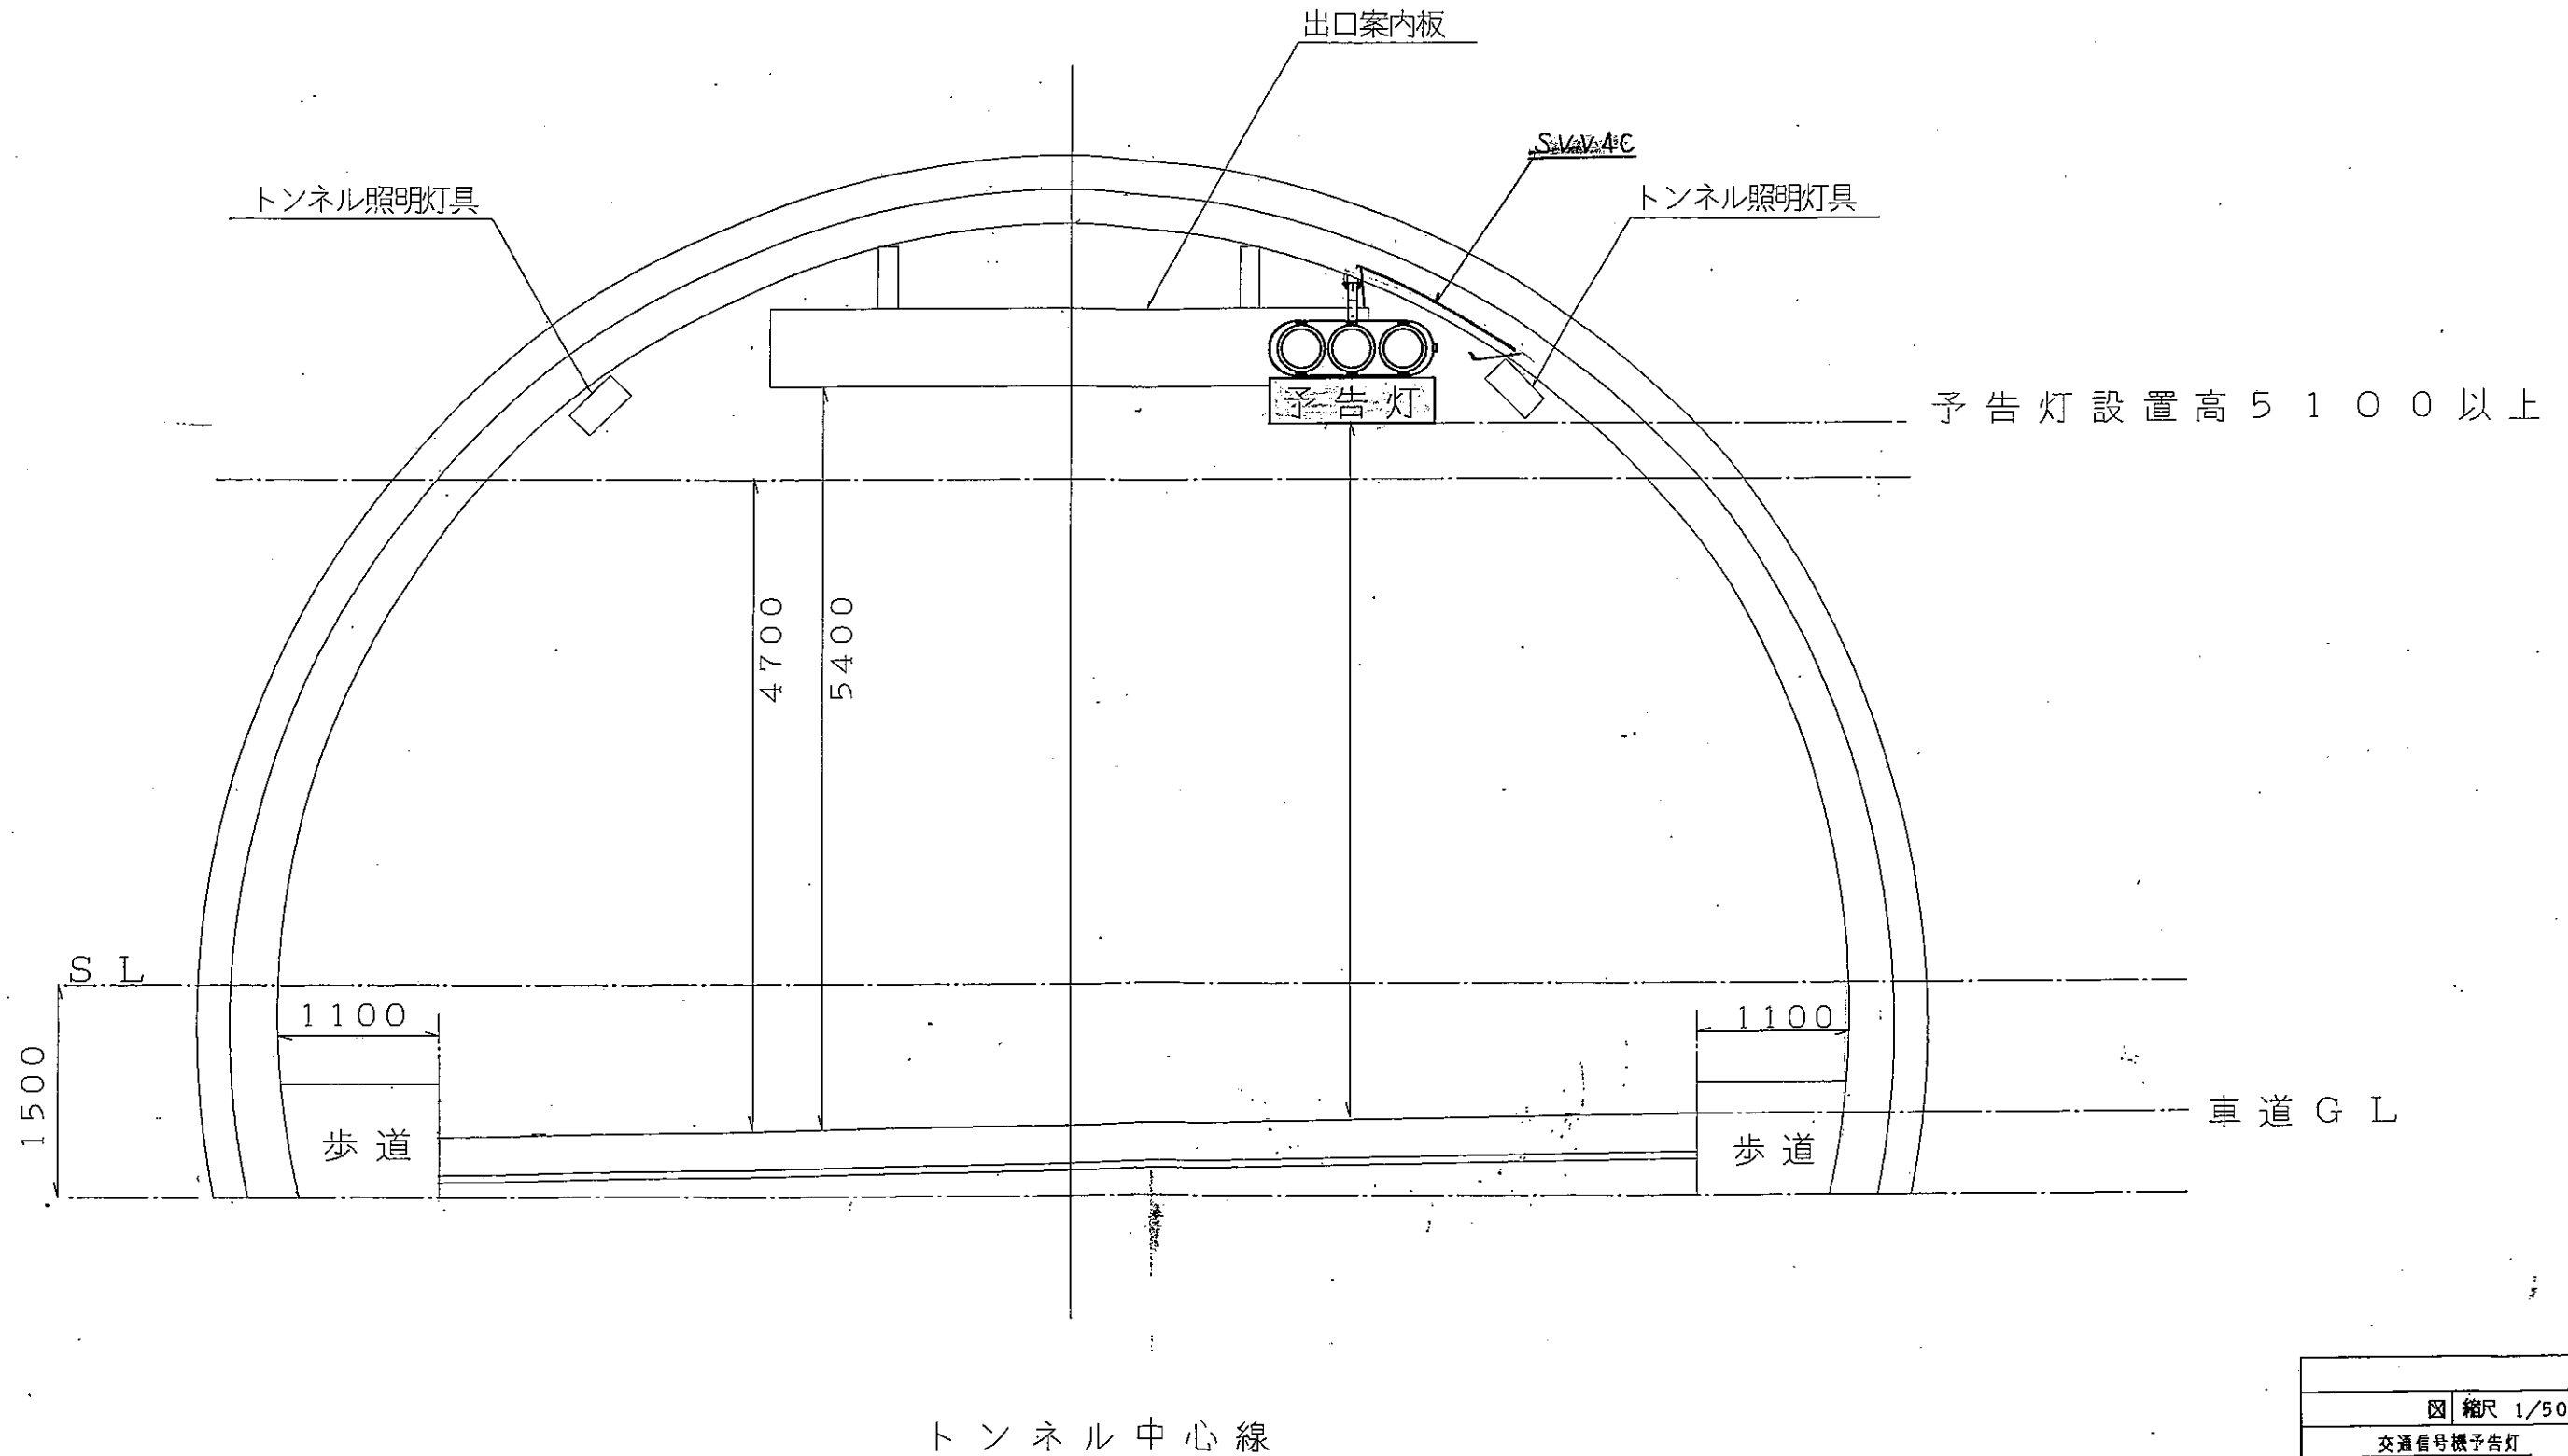 出口案内板
SVV4C
トンネル照明灯具
トンネル照明灯具
予告灯
予告灯設置高5100以上
4700
5400
SL
1100
1100
1500
歩道
歩道
車道GL
トンネル中心線
図 縮尺 1/50
交通信号機予告灯